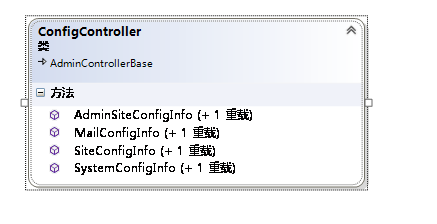 ConfigController
类
AdminControllerBase
方法
AdminSiteConfigInfo (+ 1 重载)
MailConfigInfo (+ 1 重载)
SiteConfigInfo (+ 1 重载)
SystemConfigInfo (+ 1 重载)